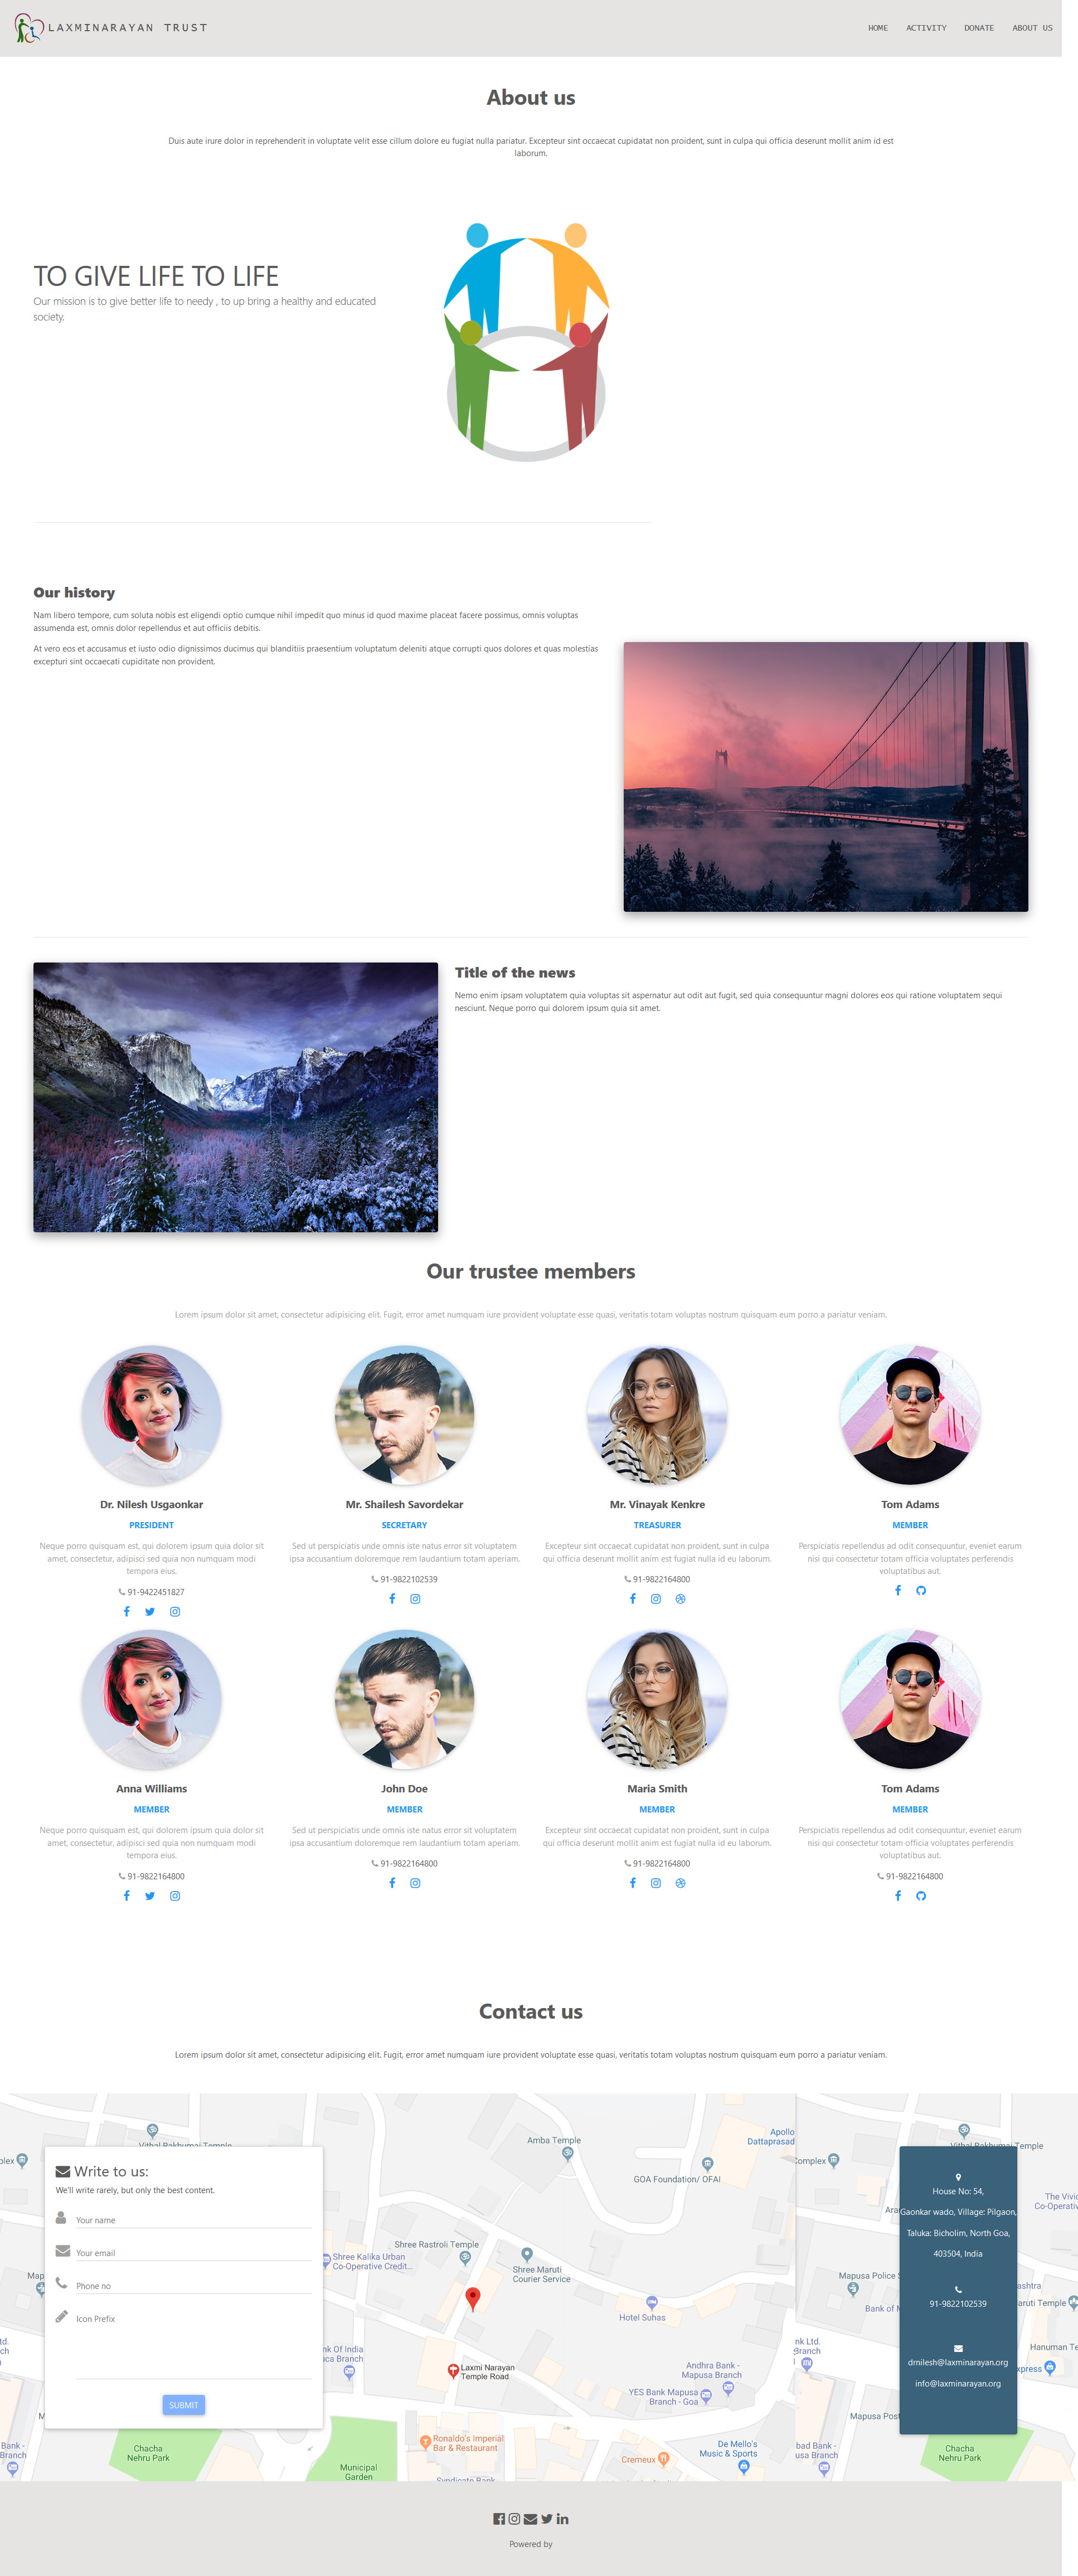 LAXMINARAYAN TRUST
HOME ACTIVITY DONATE ABOUT US
About us
Duis aute irure dolor in reprehenderit in voluptate velit esse cillum dolore eu fugiat nulla pariatur. Excepteur sint occaecat cupidatat non proident, sunt in culpa qui officia deserunt mollit anim id est
laborum.
TO GIVE LIFE TO LIFE
Our mission is to give better life to needy , to up bring a healthy and educated
society.
Our history
Nam libero tempore, cum soluta nobis est eligendi optio cumque nihil impedit quo minus id quod maxime placeat facere possimus, omnis voluptas
assumenda est, omnis dolor repellendus et aut officiis debitis.
At vero eos et accusamus et iusto odio dignissimos ducimus qui blanditiis praesentium voluptatum deleniti atque corrupti quos dolores et quas molestias
excepturi sint occaecati cupiditate non provident.
Title of the news
Nemo enim ipsam voluptatem quia voluptas sit aspernatur aut odit aut fugit, sed quia consequuntur magni dolores eos qui ratione voluptatem sequi
nesciunt. Neque porro qui dolorem ipsum quia sit amet.
Our trustee members
Lorem ipsum dolor sit amet, consectetur adipisicing elit. Fugit, error amet numquam iure provident voluptate esse quasi, veritatis totam voluptas nostrum quisquam eum porro a pariatur veniam.
Dr. Nilesh Usgaonkar
PRESIDENT
Neque porro quisquam est, qui dolorem ipsum quia dolor sit
amet, consectetur, adipisci sed quia non numquam modi
tempora eius.
91-9422451827
Mr. Shailesh Savordekar
SECRETARY
Sed ut perspiciatis unde omnis iste natus error sit voluptatem
ipsa accusantium doloremque rem laudantium totam aperiam.
91-9822102539
Mr. Vinayak Kenkre
TREASURER
Excepteur sint occaecat cupidatat non proident, sunt in culpa
qui officia deserunt mollit anim est fugiat nulla id eu laborum.
91-9822164800
Tom Adams
MEMBER
Perspiciatis repellendus ad odit consequuntur, eveniet earum
nisi qui consectetur totam officia voluptates perferendis
voluptatibus aut.
Anna Williams
MEMBER
Neque porro quisquam est, qui dolorem ipsum quia dolor sit
amet, consectetur, adipisci sed quia non numquam modi
tempora eius.
91-9822164800
John Doe
MEMBER
Sed ut perspiciatis unde omnis iste natus error sit voluptatem
ipsa accusantium doloremque rem laudantium totam aperiam.
91-9822164800
Maria Smith
MEMBER
Excepteur sint occaecat cupidatat non proident, sunt in culpa
qui officia deserunt mollit anim est fugiat nulla id eu laborum.
91-9822164800
Tom Adams
MEMBER
Perspiciatis repellendus ad odit consequuntur, eveniet earum
nisi qui consectetur totam officia voluptates perferendis
voluptatibus aut.
91-9822164800
Contact us
Lorem ipsum dolor sit amet, consectetur adipisicing elit. Fugit, error amet numquam iure provident voluptate esse quasi, veritatis totam voluptas nostrum quisquam eum porro a pariatur veniam.
Write to us:
We'll write rarely, but only the best content.
Your name
Your email
Phone no
Icon Prefix
SUBMIT
Amba Temple
Apollo
Dattaprasad
GOA Foundation/ OFAI
Shree Rastroli Temple
Shree Kalika Urban
Co-Operative Credit...
Shree Maruti
Courier Service
Hotel Suhas
Laxmi Narayan
Temple Road
Andhra Bank -
Mapusa Branch
YES Bank Mapusa
Branch - Goa
Ronaldo's Imperial
Bar & Restaurant
De Mello's
Music & Sports
Cremeux
Municipal
Garden
Syndicate Bank
Chacha
Nehru Park
House No: 54,
Gaonkar wado, Village: Pilgaon,
Taluka: Bicholim, North Goa,
403504, India
91-9822102539
drnilesh@laxminarayan.org
info@laxminarayan.org
Mapusa Police
Bank of
Mapusa Post
Chacha
Nehru Park
Powered by